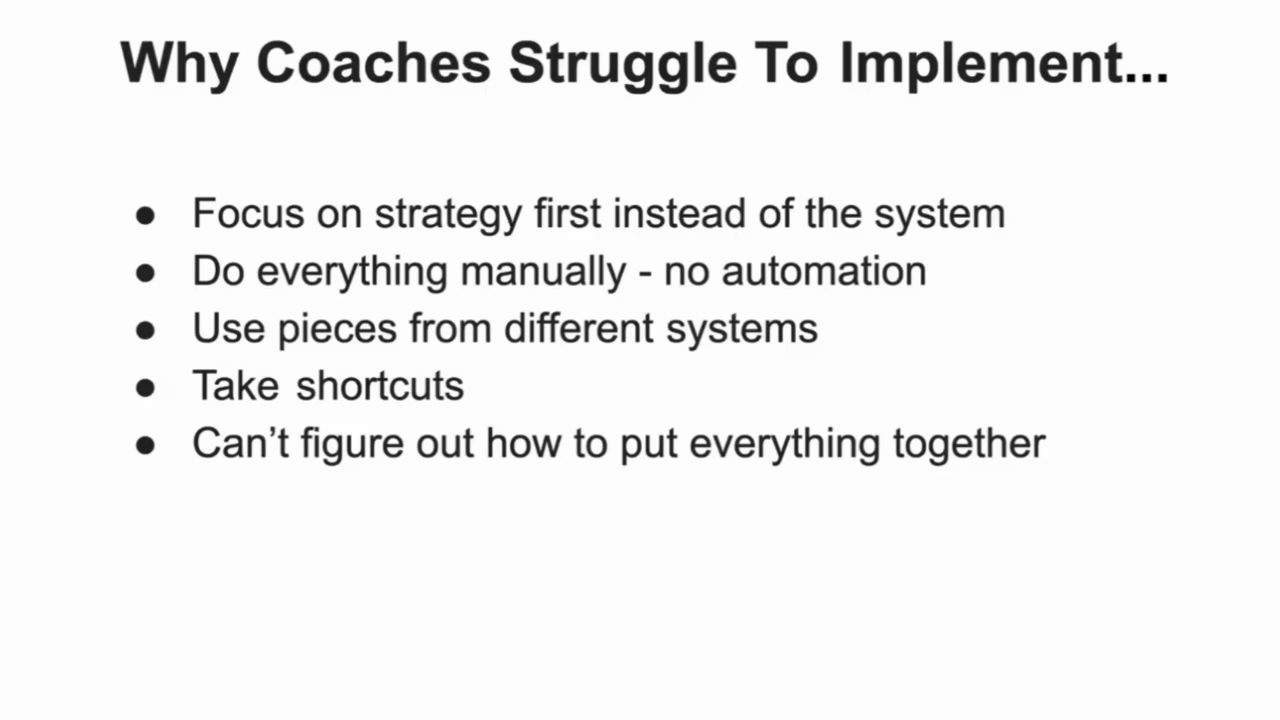 Why Coaches Struggle To Implement...
● Focus on strategy first instead of the system
● Do everything manually - no automation
● Use pieces from different systems
● Take shortcuts
● Can’t figure out how to put everything together